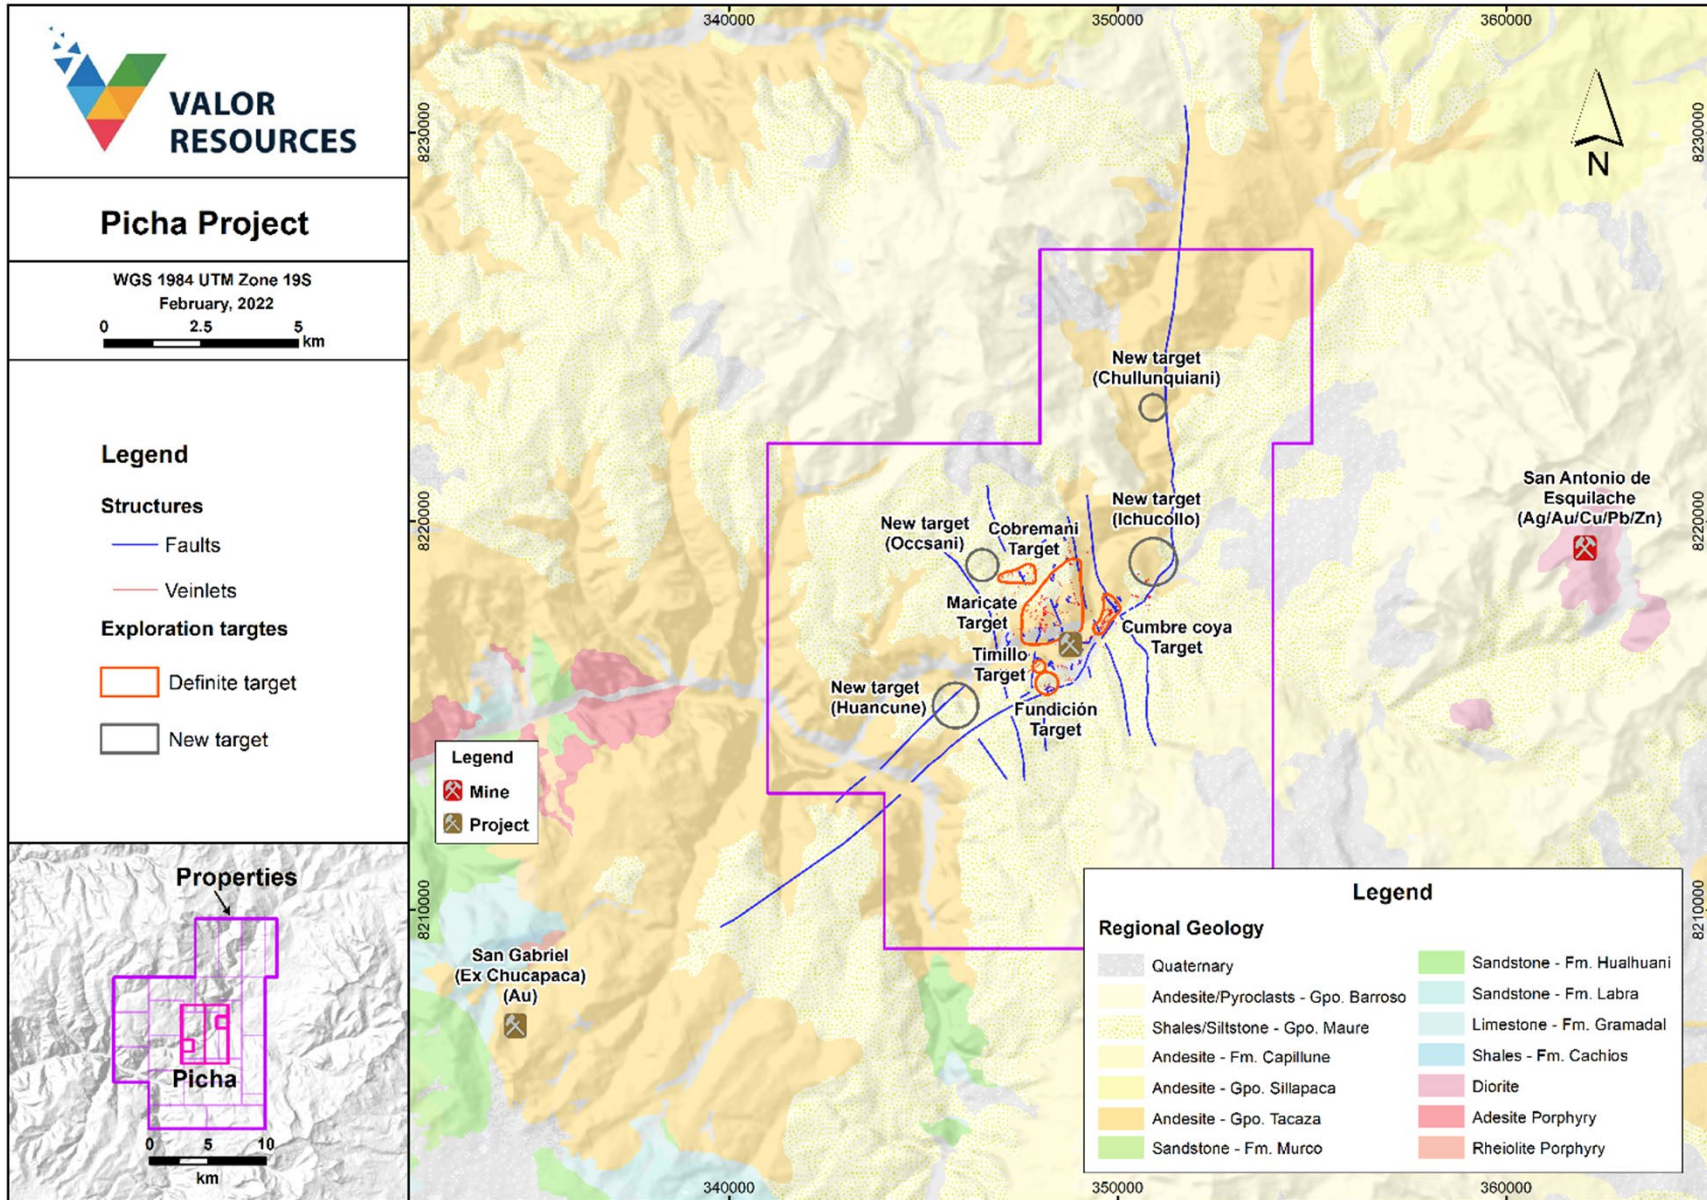 VALOR
RESOURCES
Picha Project
WGS 1984 UTM Zone 19S
February, 2022
0 2.5 5
km
Legend
Structures
Faults
Veinlets
Exploration targtes
Definite target
New target
Properties
Picha
0 5 10
km
340000 350000 360000
8230000 8230000
8220000 8220000
8210000 8210000
340000 350000 360000
N
New target
(Chullunquiani)
New target
(Ichucollo)
New target
(Occsani)
Cobremani
Target
Maricate
Target
Cumbre coya
Target
Timillo
Target
New target
(Huancune)
Fundición
Target
San Antonio de
Esquilache
(Ag/Au/Cu/Pb/Zn)
Legend
Mine
Project
San Gabriel
(Ex Chucapaca)
(Au)
Legend
Regional Geology
Quaternary
Andesite/Pyroclasts - Gpo. Barroso
Shales/Siltstone - Gpo. Maure
Andesite - Fm. Capillune
Andesite - Gpo. Sillapaca
Andesite - Gpo. Tacaza
Sandstone - Fm. Murco
Sandstone - Fm. Hualhuani
Sandstone - Fm. Labra
Limestone - Fm. Gramadal
Shales - Fm. Cachios
Diorite
Adesite Porphyry
Rheiolite Porphyry